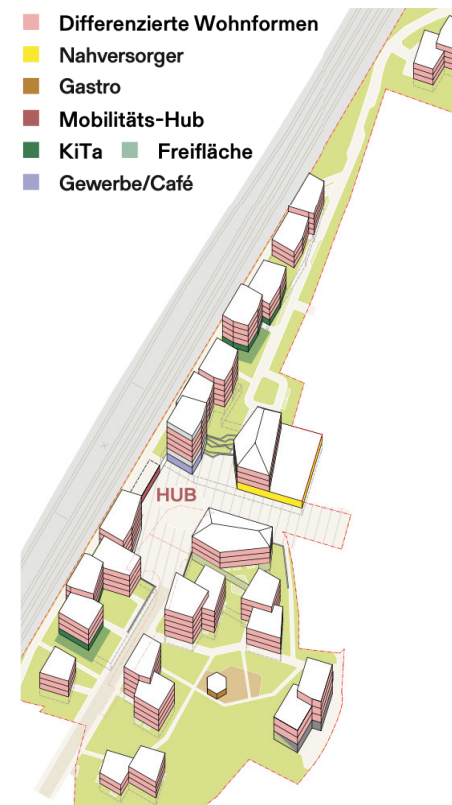 Differenzierte Wohnformen
Nahversorger
Gastro
Mobilitäts-Hub
KiTa Freifläche
Gewerbe/Café
HUB